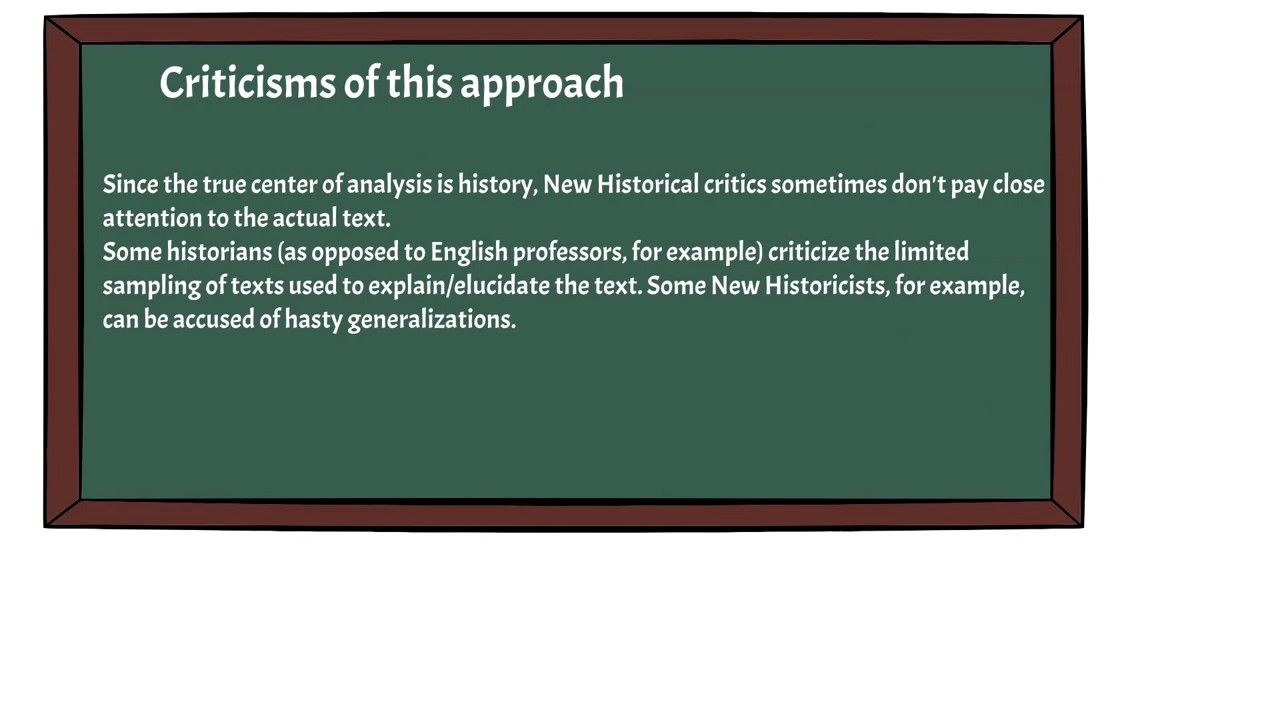 Criticisms of this approach
Since the true center of analysis is history, New Historical critics sometimes don't pay close
attention to the actual text.
Some historians (as opposed to English professors, for example) criticize the limited
sampling of texts used to explain/elucidate the text. Some New Historicists, for example,
can be accused of hasty generalizations.